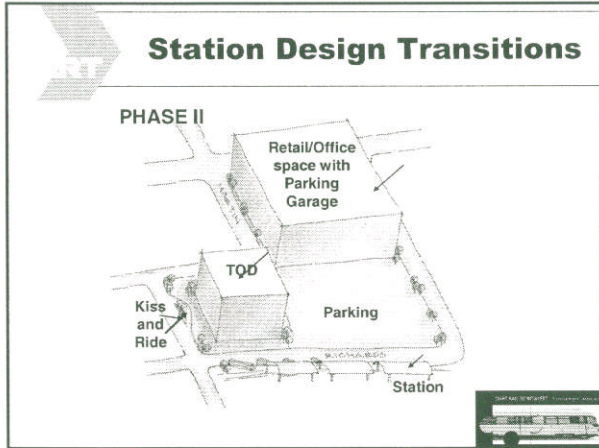 Station Design Transitions
PHASE II
Retail/Office
space with
Parking
Garage
TOD
Kiss
and
Ride
Parking
RICHARDS
Station